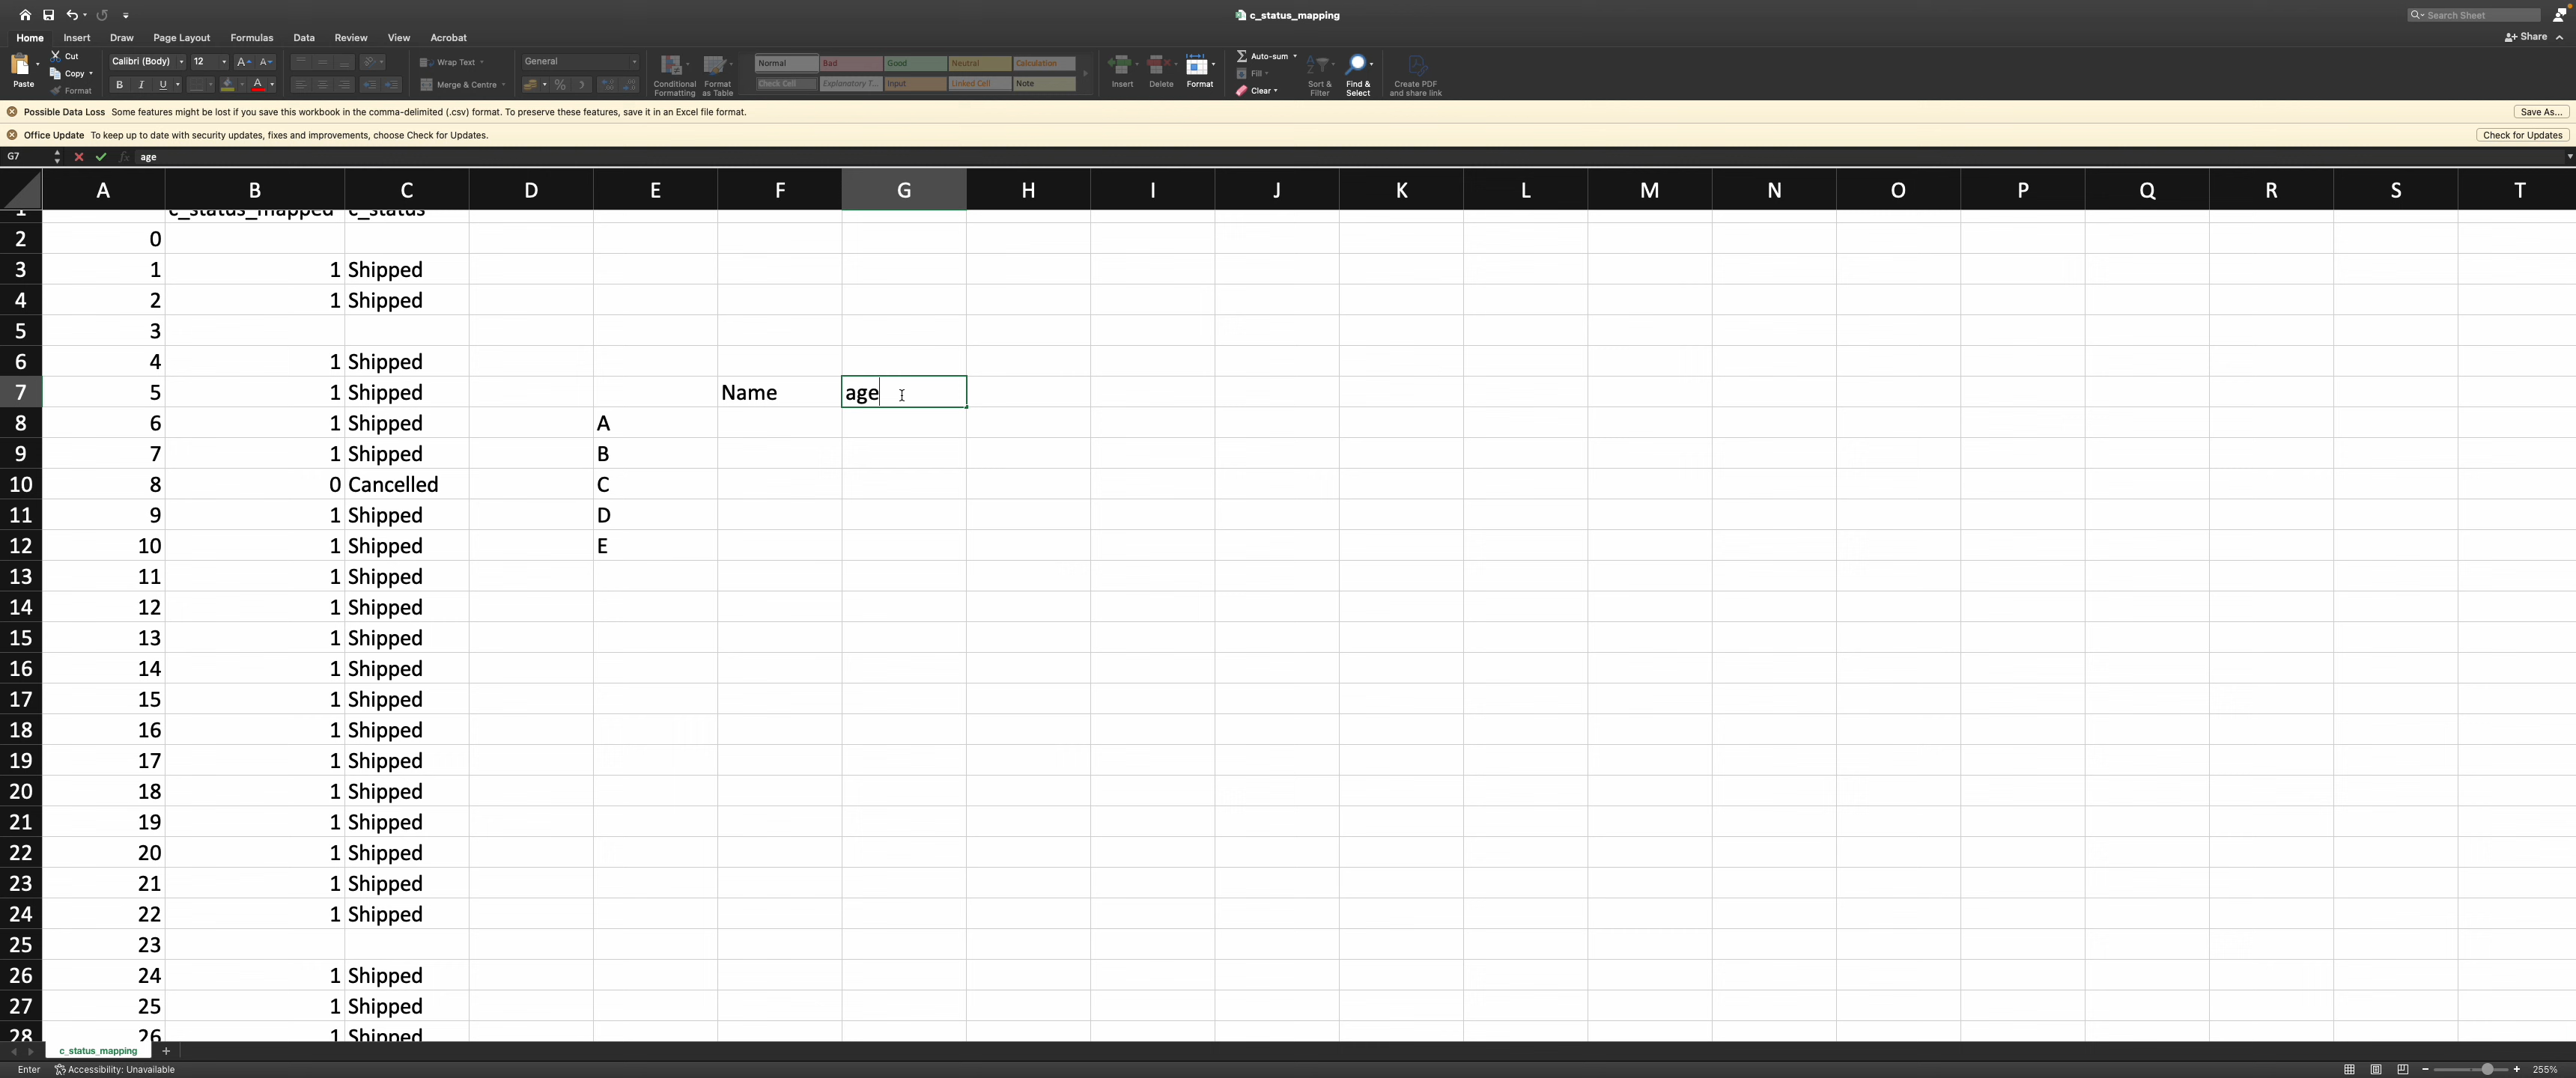 c_status_mapping
Search Sheet
Home Insert Draw Page Layout Formulas Data Review View Acrobat
Share
Paste
Cut
Copy
Format
Calibri (Body) 12
B I U
Wrap Text
Merge & Centre
General
Conditional Formatting
Format as Table
Normal Bad Good Neutral Calculation
Check Cell Explanatory T... Input Linked Cell Note
Insert Delete Format
Auto-sum
Fill
Clear
Sort & Filter
Find & Select
Create PDF and share link
Possible Data Loss Some features might be lost if you save this workbook in the comma-delimited (.csv) format. To preserve these features, save it in an Excel file format. Save As...
Office Update To keep up to date with security updates, fixes and improvements, choose Check for Updates. Check for Updates
G7 fx age
A B C D E F G H I J K L M N O P Q R S T
1 c_status_mapped c_status
2 0
3 1 1 Shipped
4 2 1 Shipped
5 3
6 4 1 Shipped
7 5 1 Shipped Name age
8 6 1 Shipped A
9 7 1 Shipped B
10 8 0 Cancelled C
11 9 1 Shipped D
12 10 1 Shipped E
13 11 1 Shipped
14 12 1 Shipped
15 13 1 Shipped
16 14 1 Shipped
17 15 1 Shipped
18 16 1 Shipped
19 17 1 Shipped
20 18 1 Shipped
21 19 1 Shipped
22 20 1 Shipped
23 21 1 Shipped
24 22 1 Shipped
25 23
26 24 1 Shipped
27 25 1 Shipped
28 26 1 Shipped
c_status_mapping
Enter Accessibility: Unavailable 255%